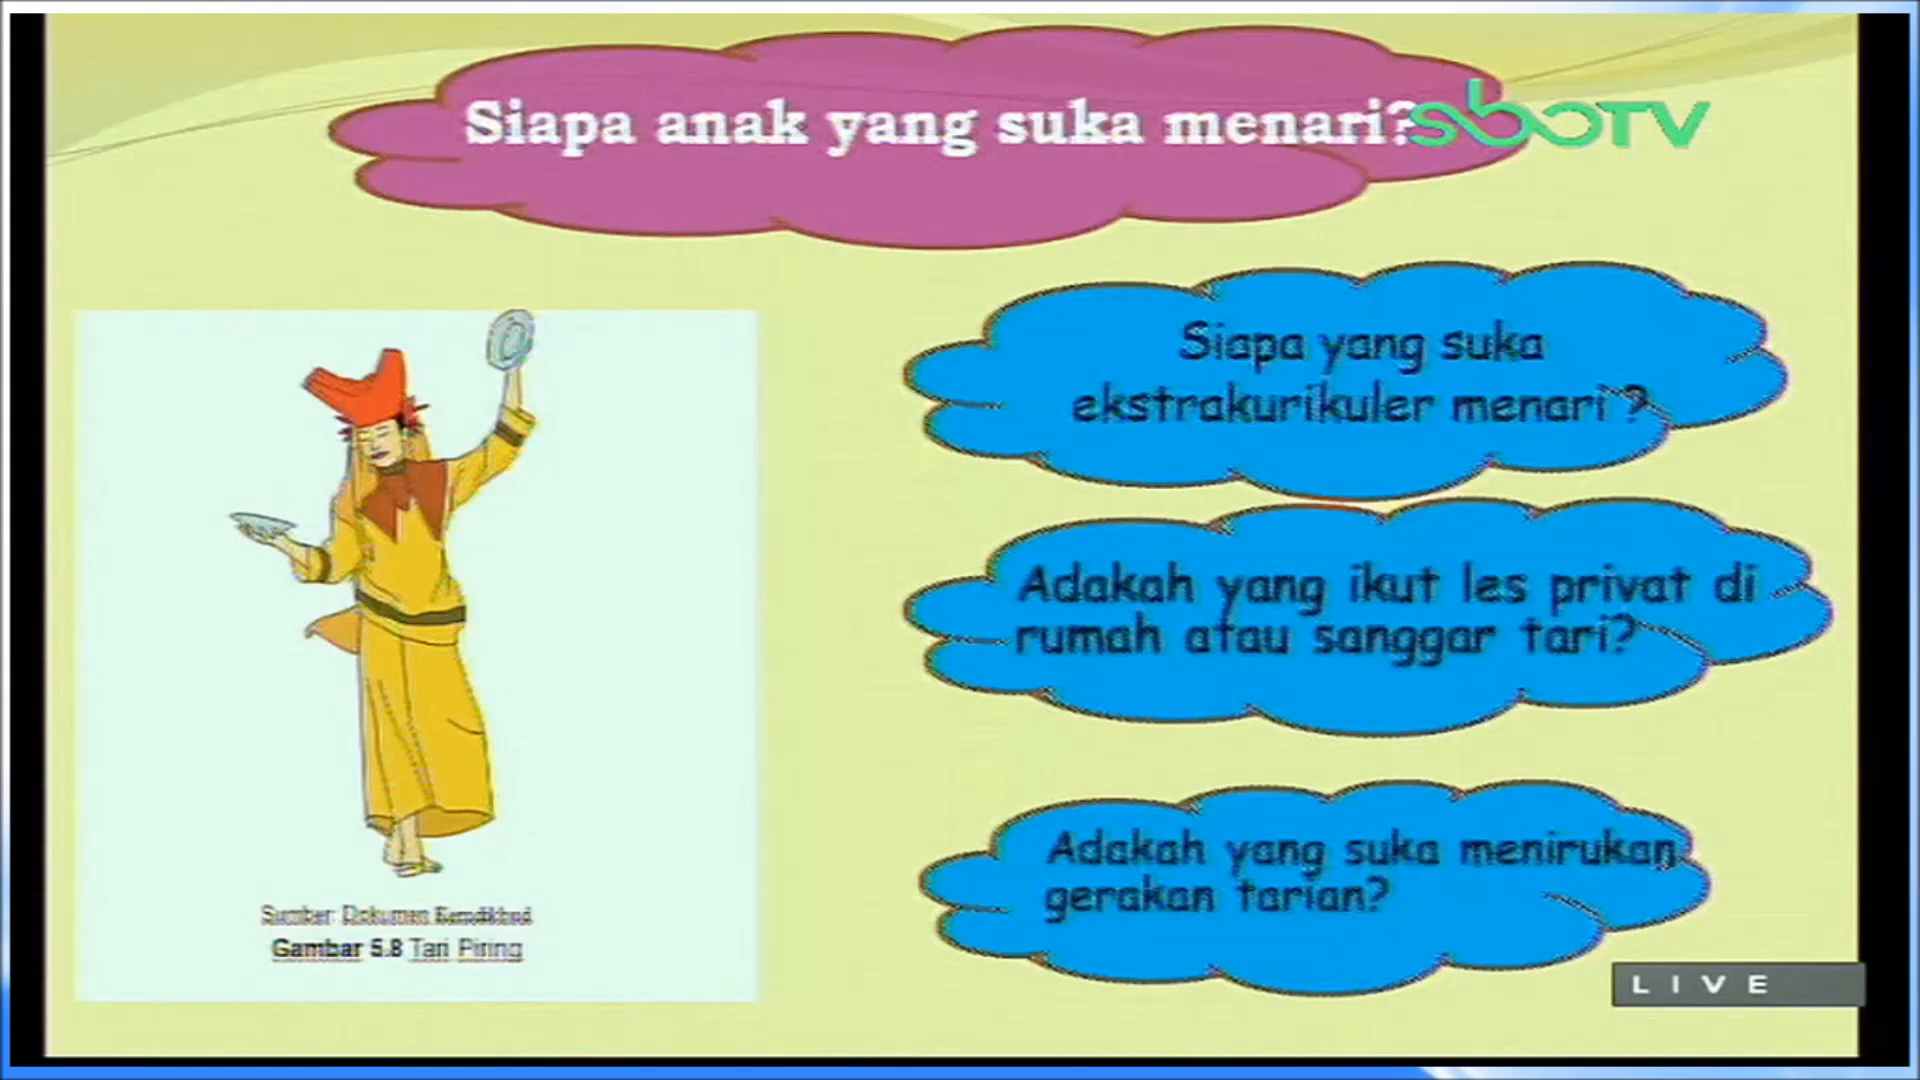 Siapa anak yang suka menari?
sboTV
Siapa yang suka
ekstrakurikuler menari ?
Adakah yang ikut les privat di
rumah atau sanggar tari?
Adakah yang suka menirukan
gerakan tarian?
Sumber Dokumen Kemdikbud
Gambar 5.8 Tari Piring
LIVE